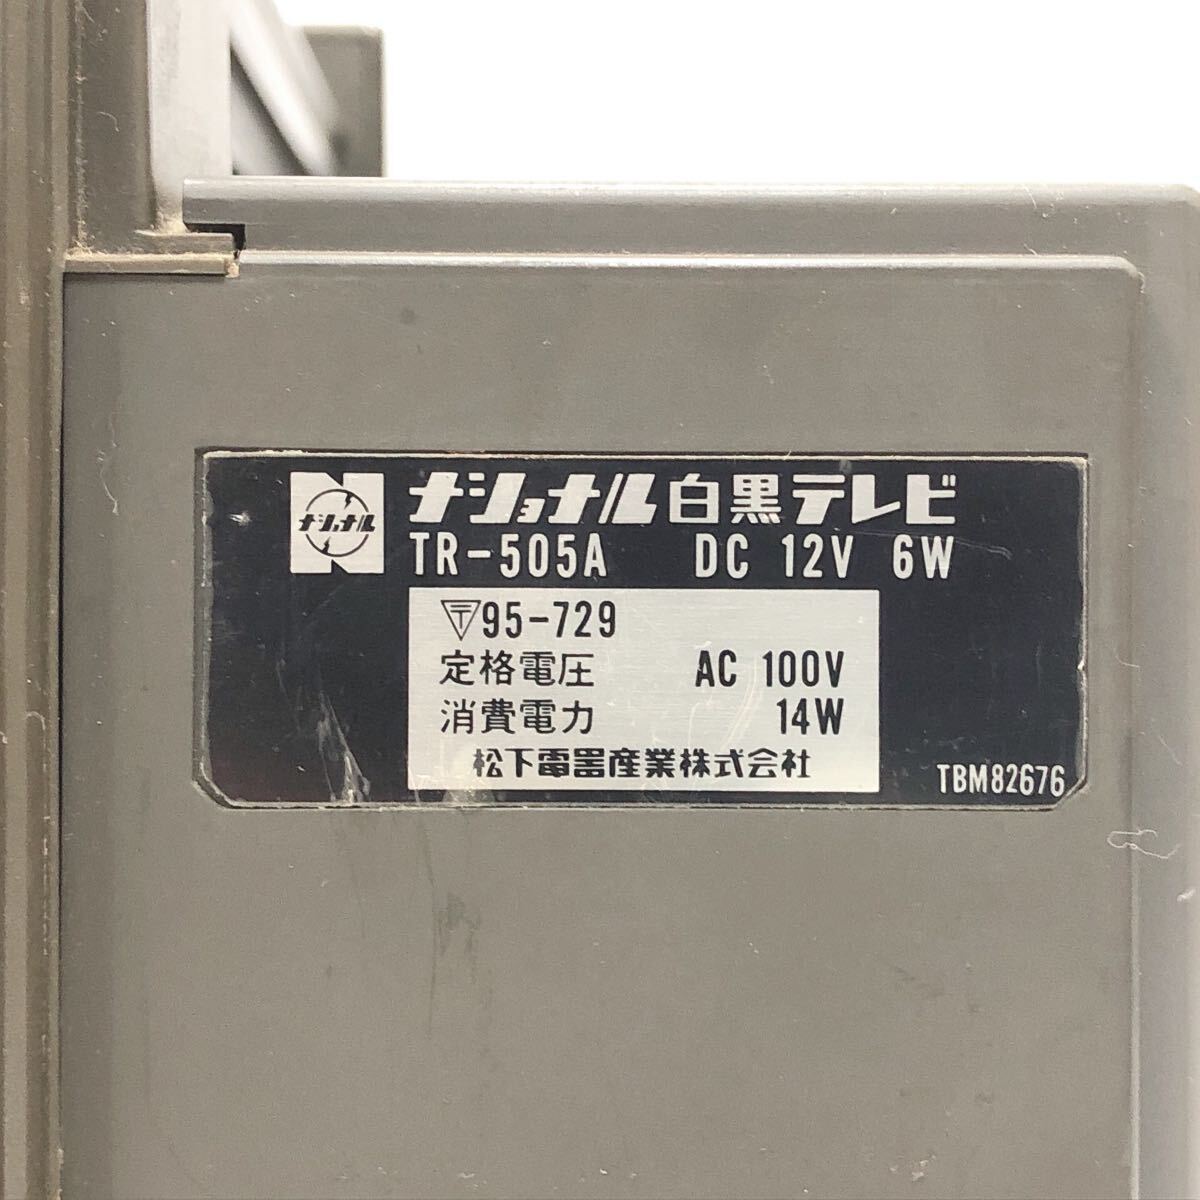 ナショナル
ナショナル白黒テレビ
TR-505A DC 12V 6W
〒95-729
定格電圧 AC 100V
消費電力 14W
松下電器産業株式会社
TBM82676